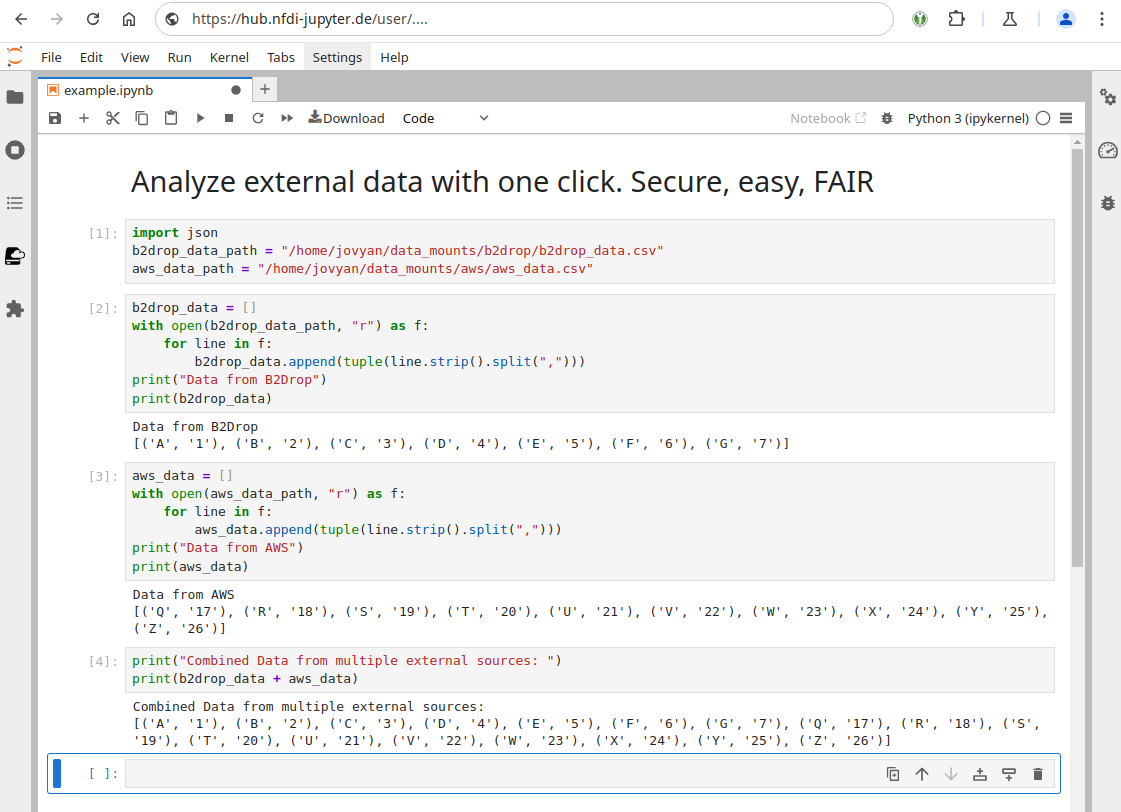 https://hub.nfdi-jupyter.de/user/....
File Edit View Run Kernel Tabs Settings Help
example.ipynb
Download Code Notebook Python 3 (ipykernel)
Analyze external data with one click. Secure, easy, FAIR
[1]: import json
b2drop_data_path = "/home/jovyan/data_mounts/b2drop/b2drop_data.csv"
aws_data_path = "/home/jovyan/data_mounts/aws/aws_data.csv"
[2]: b2drop_data = []
with open(b2drop_data_path, "r") as f:
    for line in f:
        b2drop_data.append(tuple(line.strip().split(",")))
print("Data from B2Drop")
print(b2drop_data)
Data from B2Drop
[('A', '1'), ('B', '2'), ('C', '3'), ('D', '4'), ('E', '5'), ('F', '6'), ('G', '7')]
[3]: aws_data = []
with open(aws_data_path, "r") as f:
    for line in f:
        aws_data.append(tuple(line.strip().split(",")))
print("Data from AWS")
print(aws_data)
Data from AWS
[('Q', '17'), ('R', '18'), ('S', '19'), ('T', '20'), ('U', '21'), ('V', '22'), ('W', '23'), ('X', '24'), ('Y', '25'),
('Z', '26')]
[4]: print("Combined Data from multiple external sources: ")
print(b2drop_data + aws_data)
Combined Data from multiple external sources:
[('A', '1'), ('B', '2'), ('C', '3'), ('D', '4'), ('E', '5'), ('F', '6'), ('G', '7'), ('Q', '17'), ('R', '18'), ('S',
'19'), ('T', '20'), ('U', '21'), ('V', '22'), ('W', '23'), ('X', '24'), ('Y', '25'), ('Z', '26')]
[ ]: